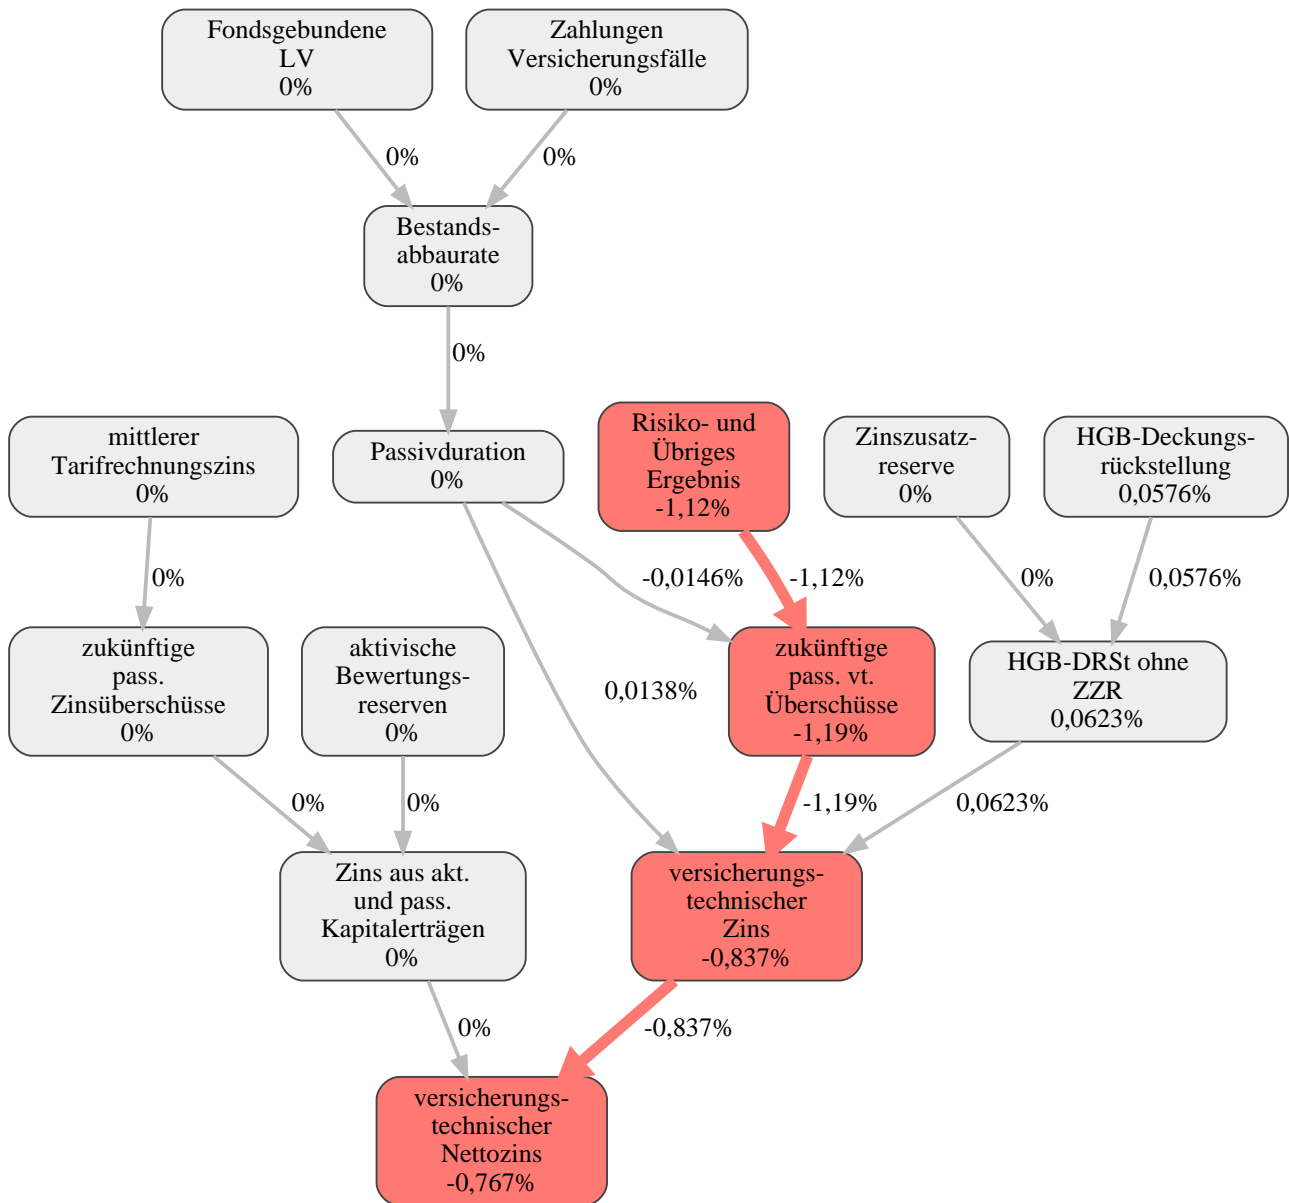 Fondsgebundene
LV
0%
Zahlungen
Versicherungsfälle
0%
0%
0%
Bestands-
abbaurate
0%
0%
mittlerer
Tarifrechnungszins
0%
Passivduration
0%
Risiko- und
Übriges
Ergebnis
-1,12%
Zinszusatz-
reserve
0%
HGB-Deckungs-
rückstellung
0,0576%
0%
-0,0146%
-1,12%
0%
0,0576%
zukünftige
pass.
Zinsüberschüsse
0%
aktivische
Bewertungs-
reserven
0%
0,0138%
zukünftige
pass. vt.
Überschüsse
-1,19%
HGB-DRSt ohne
ZZR
0,0623%
0%
0%
-1,19%
0,0623%
Zins aus akt.
und pass.
Kapitalerträgen
0%
versicherungs-
technischer
Zins
-0,837%
0%
-0,837%
versicherungs-
technischer
Nettozins
-0,767%